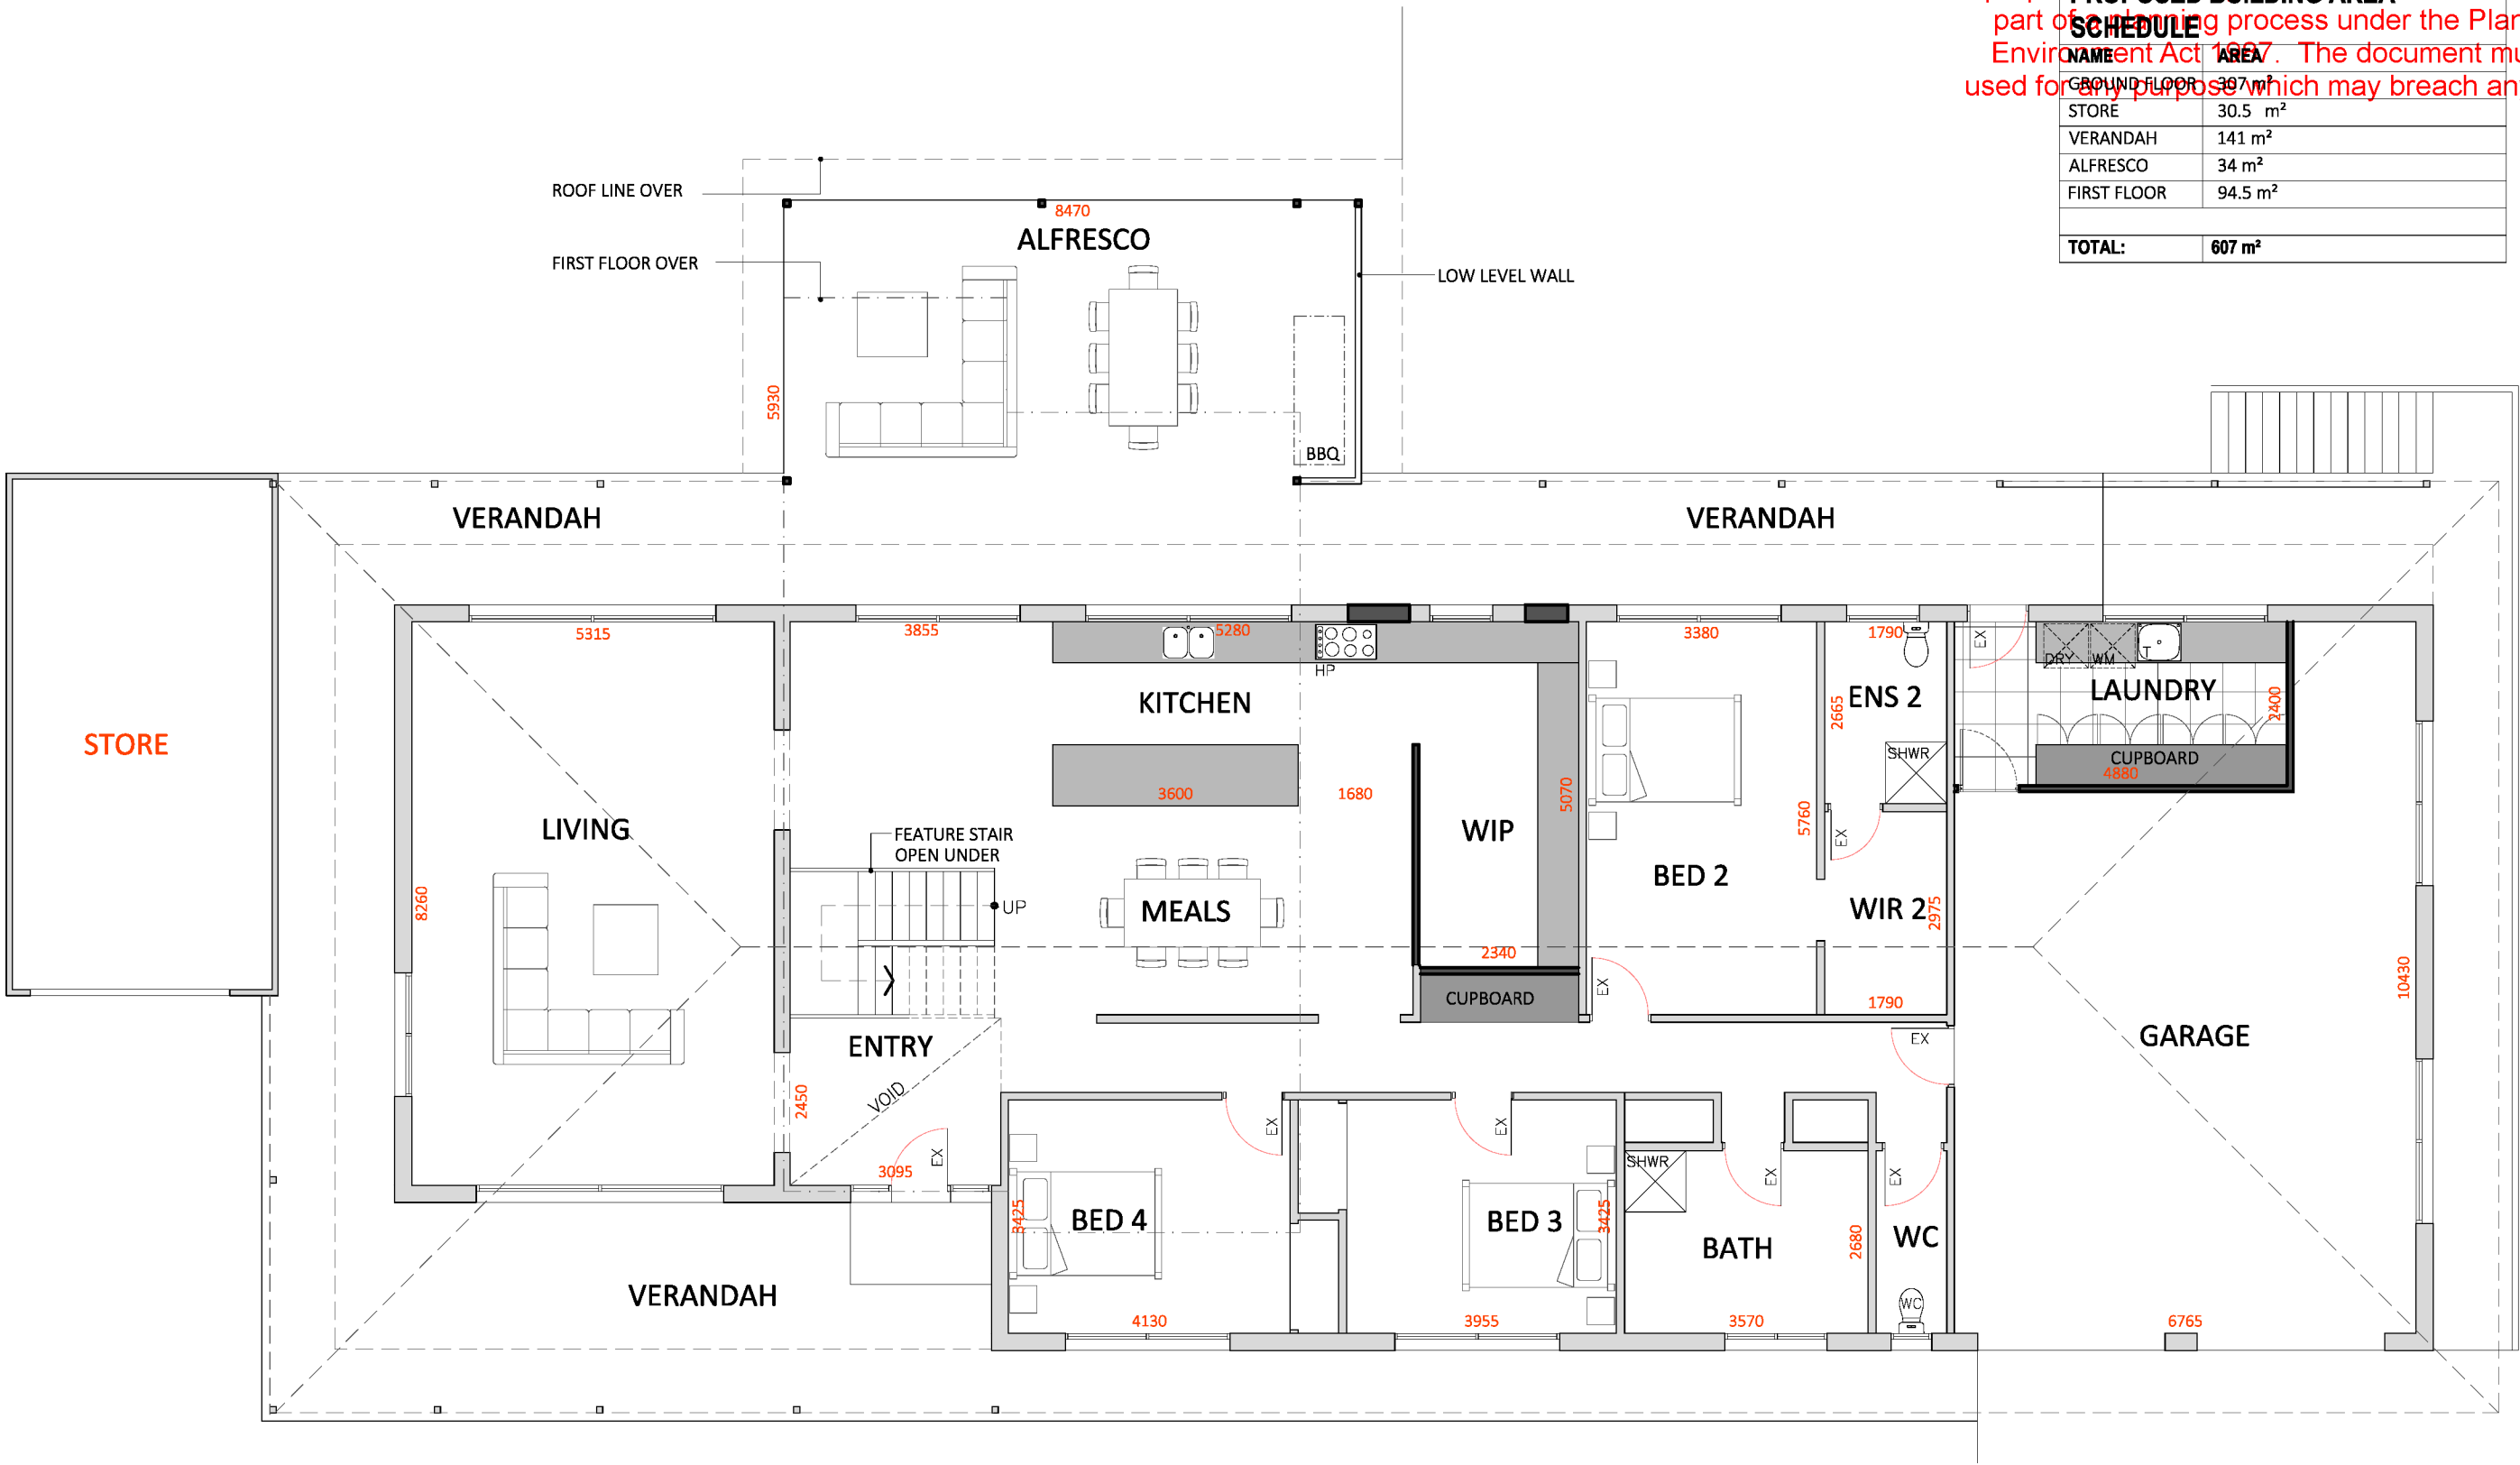 PROPOSED BUILDING AREA
SCHEDULE
part of a planning process under the Plan
Environment Act 1987. The document mu
used for any purpose which may breach an
NAME AREA
GROUND FLOOR 307 m²
STORE 30.5 m²
VERANDAH 141 m²
ALFRESCO 34 m²
FIRST FLOOR 94.5 m²
TOTAL: 607 m²
ROOF LINE OVER
8470
ALFRESCO
FIRST FLOOR OVER
LOW LEVEL WALL
5930
BBQ
VERANDAH
VERANDAH
5315
3855
5280
3380
1790
EX
DRY
WM
T
HP
KITCHEN
ENS 2
2665
LAUNDRY
2400
STORE
SHWR
CUPBOARD
4880
3600
1680
5070
5760
LIVING
FEATURE STAIR
OPEN UNDER
WIP
EX
BED 2
8260
UP
MEALS
WIR 2
2975
2340
10430
CUPBOARD
EX
1790
ENTRY
EX
GARAGE
VOID
2450
EX
EX
3095
EX
SHWR
EX
EX
3425
BED 4
BED 3
3425
BATH
2680
WC
VERANDAH
WC
4130
3955
3570
6765